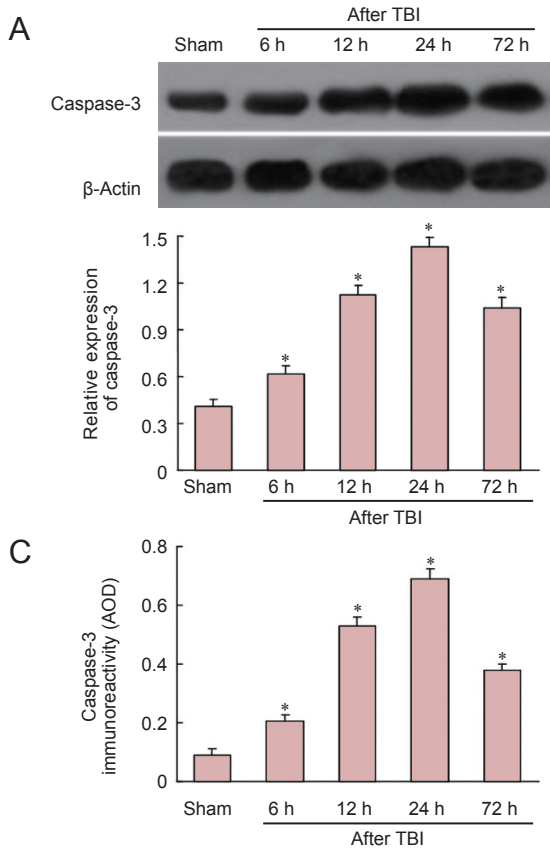 A
After TBI
Sham 6 h 12 h 24 h 72 h
Caspase-3
β-Actin
Relative expression
of caspase-3
1.5
1.2
0.9
0.6
0.3
0
* * * *
Sham 6 h 12 h 24 h 72 h
After TBI
C
Caspase-3
immunoreactivity (AOD)
0.8
0.6
0.4
0.2
0
* * * *
Sham 6 h 12 h 24 h 72 h
After TBI